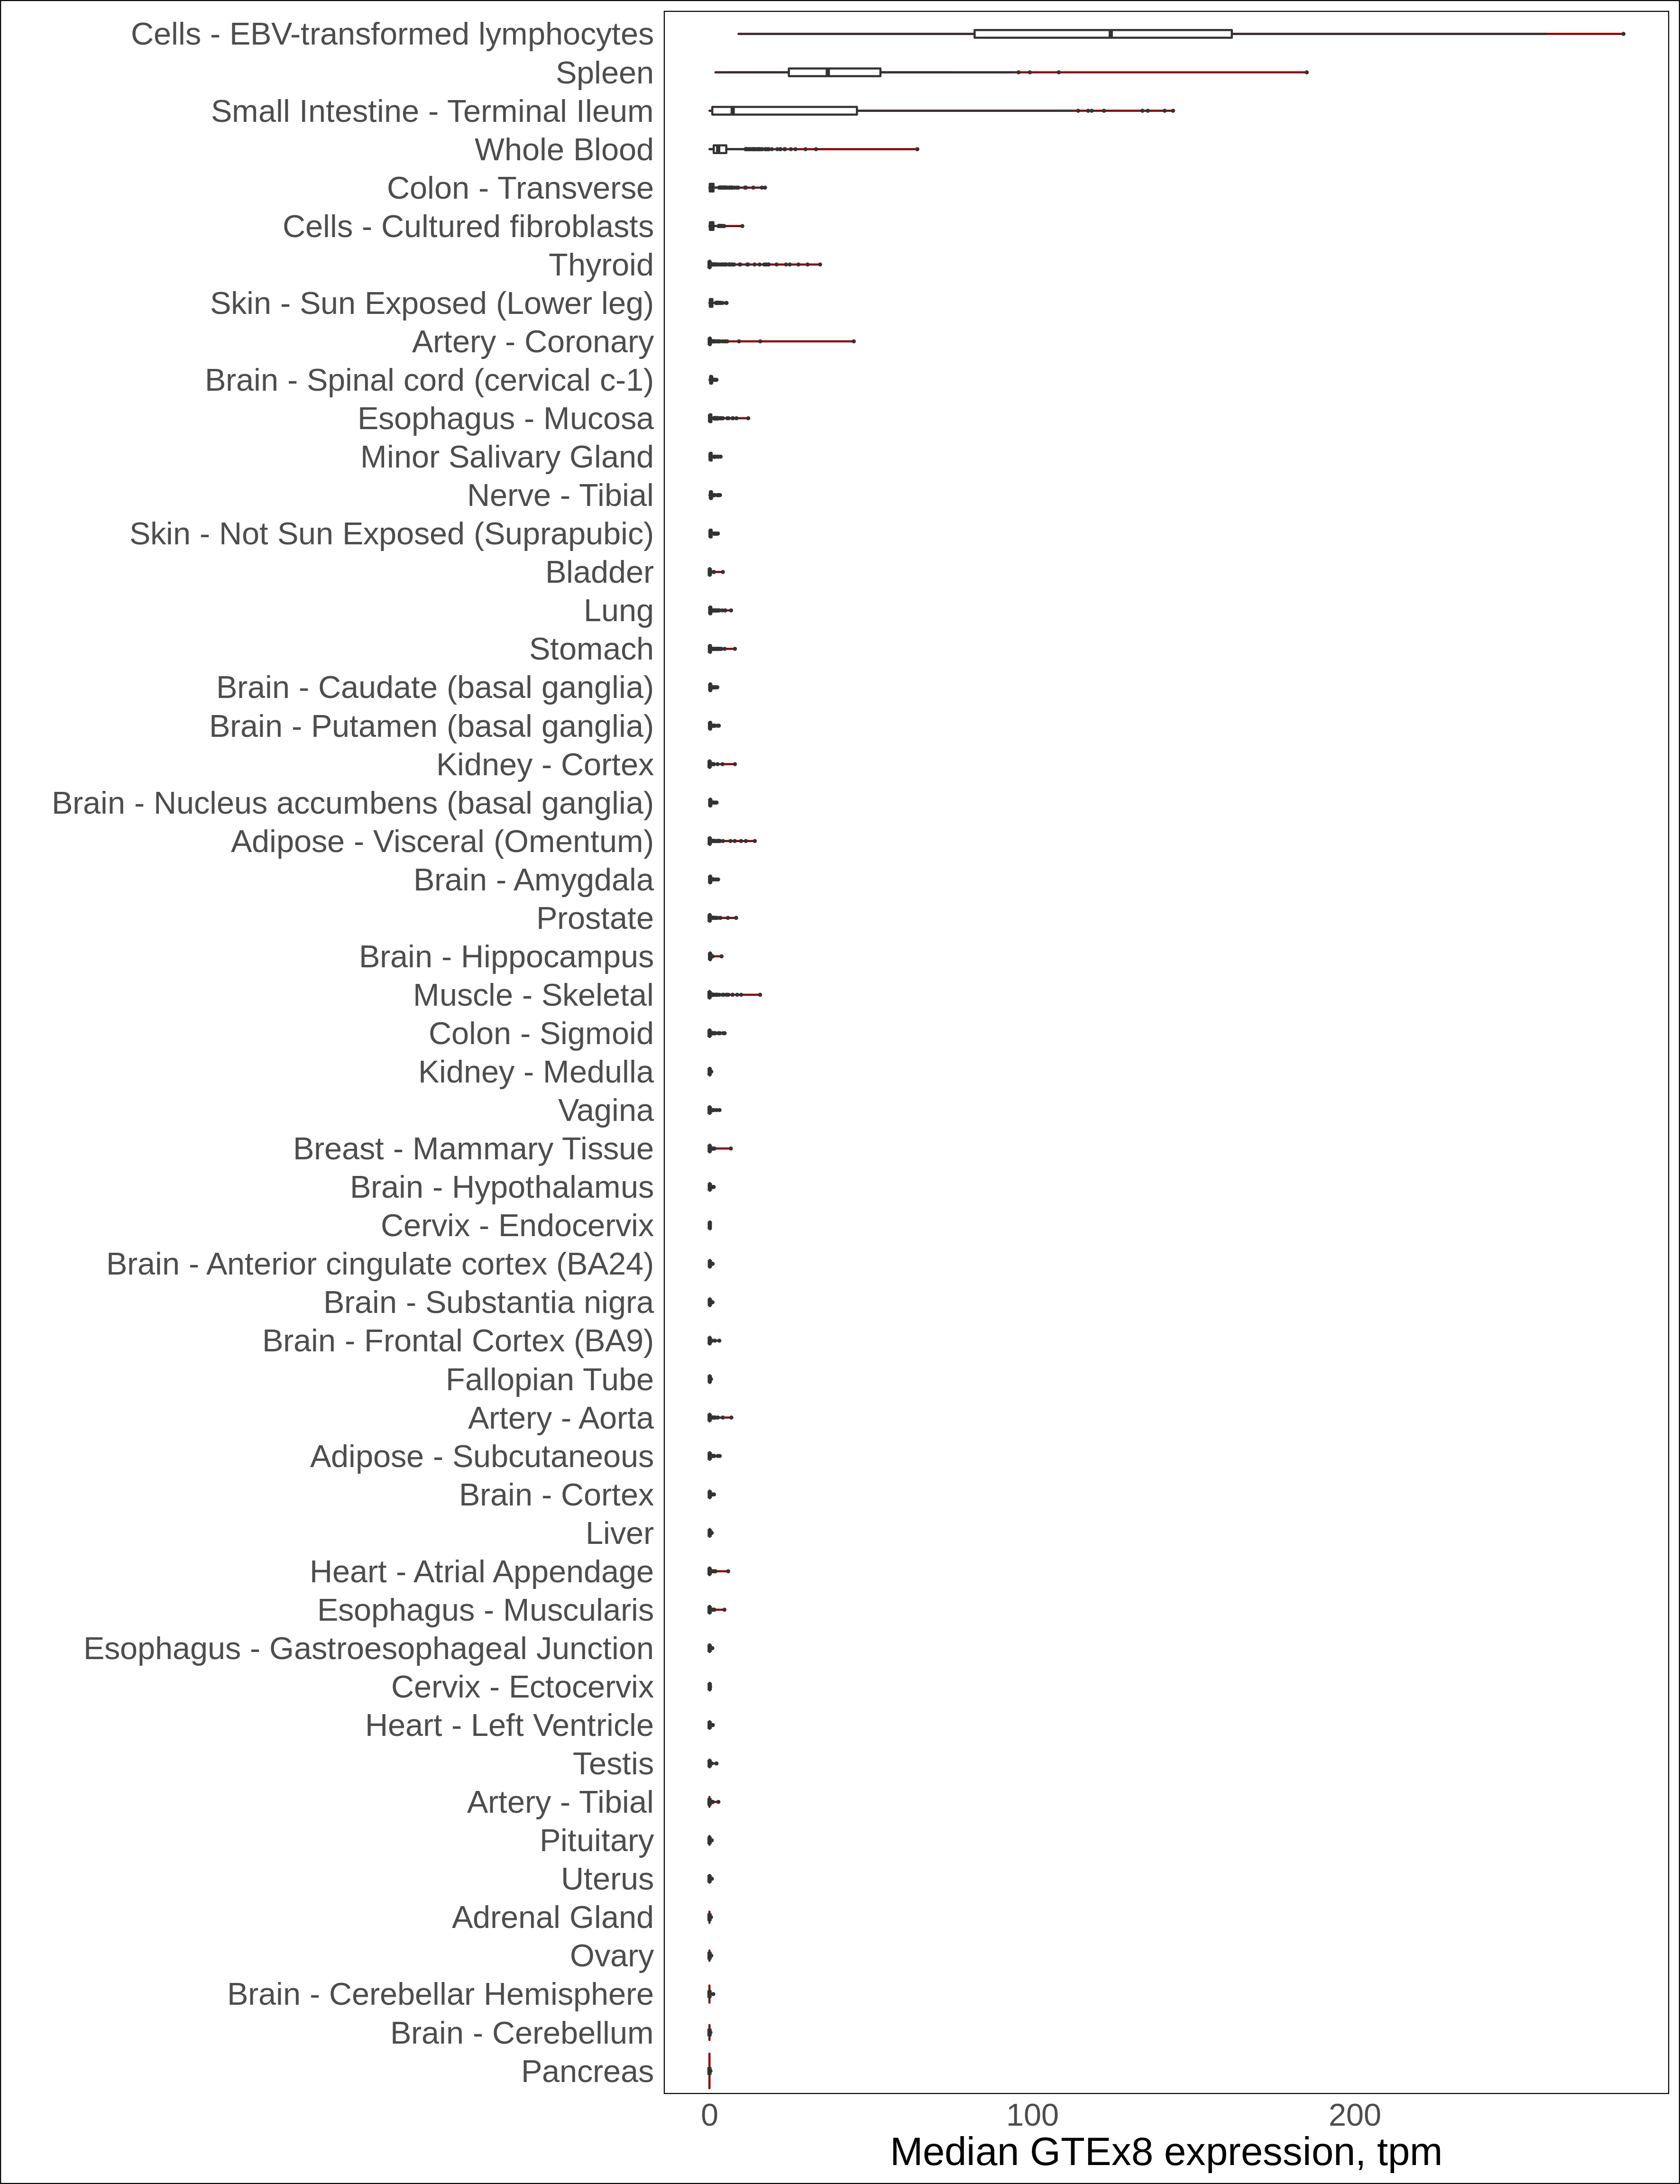 Cells - EBV-transformed lymphocytes
Spleen
Small Intestine - Terminal Ileum
Whole Blood
Colon - Transverse
Cells - Cultured fibroblasts
Thyroid
Skin - Sun Exposed (Lower leg)
Artery - Coronary
Brain - Spinal cord (cervical c-1)
Esophagus - Mucosa
Minor Salivary Gland
Nerve - Tibial
Skin - Not Sun Exposed (Suprapubic)
Bladder
Lung
Stomach
Brain - Caudate (basal ganglia)
Brain - Putamen (basal ganglia)
Kidney - Cortex
Brain - Nucleus accumbens (basal ganglia)
Adipose - Visceral (Omentum)
Brain - Amygdala
Prostate
Brain - Hippocampus
Muscle - Skeletal
Colon - Sigmoid
Kidney - Medulla
Vagina
Breast - Mammary Tissue
Brain - Hypothalamus
Cervix - Endocervix
Brain - Anterior cingulate cortex (BA24)
Brain - Substantia nigra
Brain - Frontal Cortex (BA9)
Fallopian Tube
Artery - Aorta
Adipose - Subcutaneous
Brain - Cortex
Liver
Heart - Atrial Appendage
Esophagus - Muscularis
Esophagus - Gastroesophageal Junction
Cervix - Ectocervix
Heart - Left Ventricle
Testis
Artery - Tibial
Pituitary
Uterus
Adrenal Gland
Ovary
Brain - Cerebellar Hemisphere
Brain - Cerebellum
Pancreas
0 100 200
Median GTEx8 expression, tpm